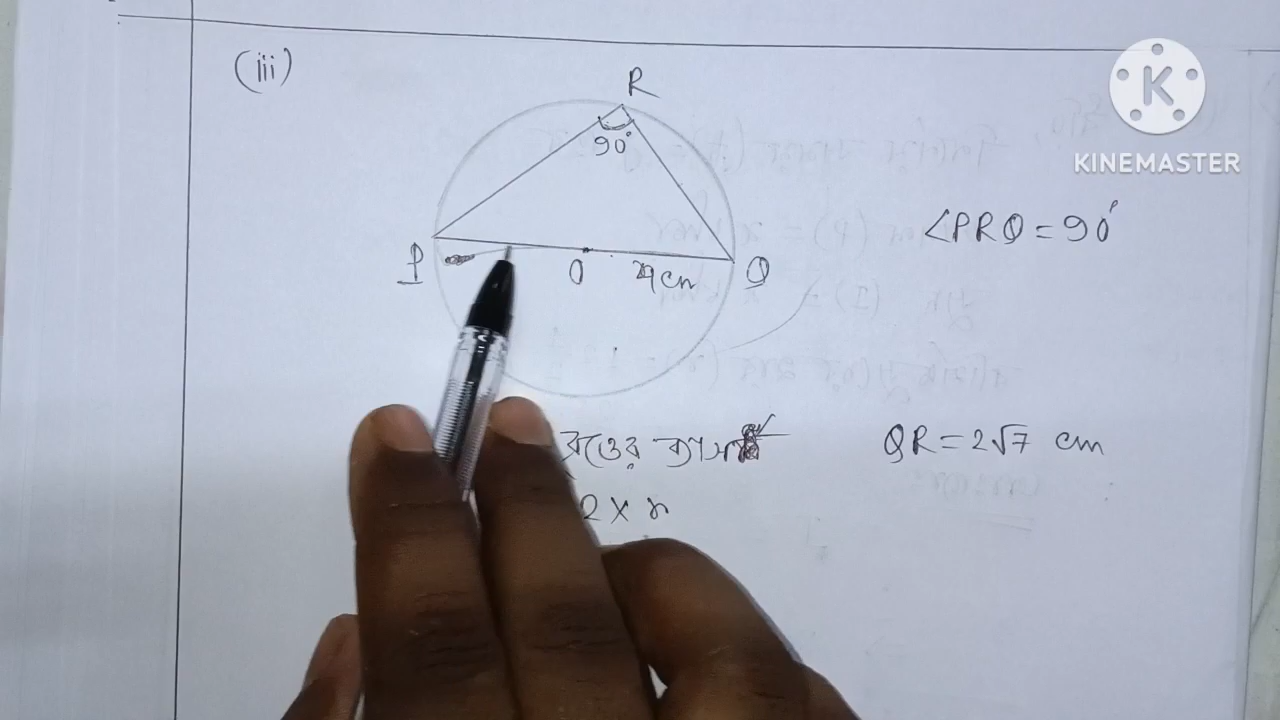 (iii)
R
90°
P
O
4cm
Q
∠PRQ = 90°
বৃত্তের ব্যাস
2 × r
QR = 2√7 cm
KINEMASTER